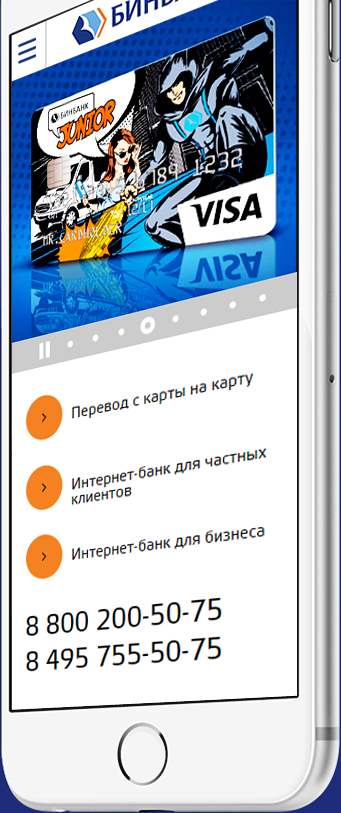 БИНБ
БИНБАНК
JUNIOR
189 1232
MR.CARDHOLDER
VISA
Перевод с карты на карту
Интернет-банк для частных
клиентов
Интернет-банк для бизнеса
8 800 200-50-75
8 495 755-50-75